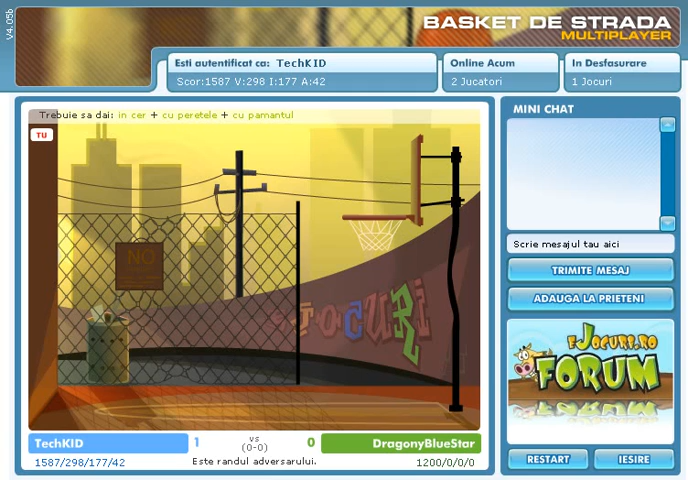 V4.05b
BASKET DE STRADA
MULTIPLAYER
Esti autentificat ca: TechKID
Scor:1587 V:298 I:177 A:42
Online Acum
2 Jucatori
In Desfasurare
1 Jocuri
Trebuie sa dai: in cer + cu peretele + cu pamantul
TU
NO
JOCURI
TechKID 1 vs 0 DragonyBlueStar
(0-0)
1587/298/177/42 Este randul adversarului. 1200/0/0/0
MINI CHAT
Scrie mesajul tau aici
TRIMITE MESAJ
ADAUGA LA PRIETENI
EJOCURI.RO
FORUM
RESTART IESIRE